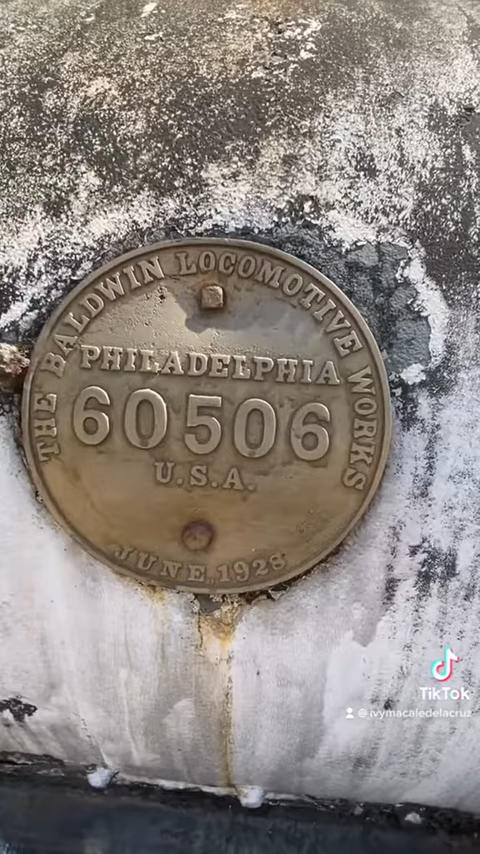 THE BALDWIN LOCOMOTIVE WORKS
PHILADELPHIA
60506
U.S.A.
JUNE, 1928
TikTok
@ivymacaledelacruz